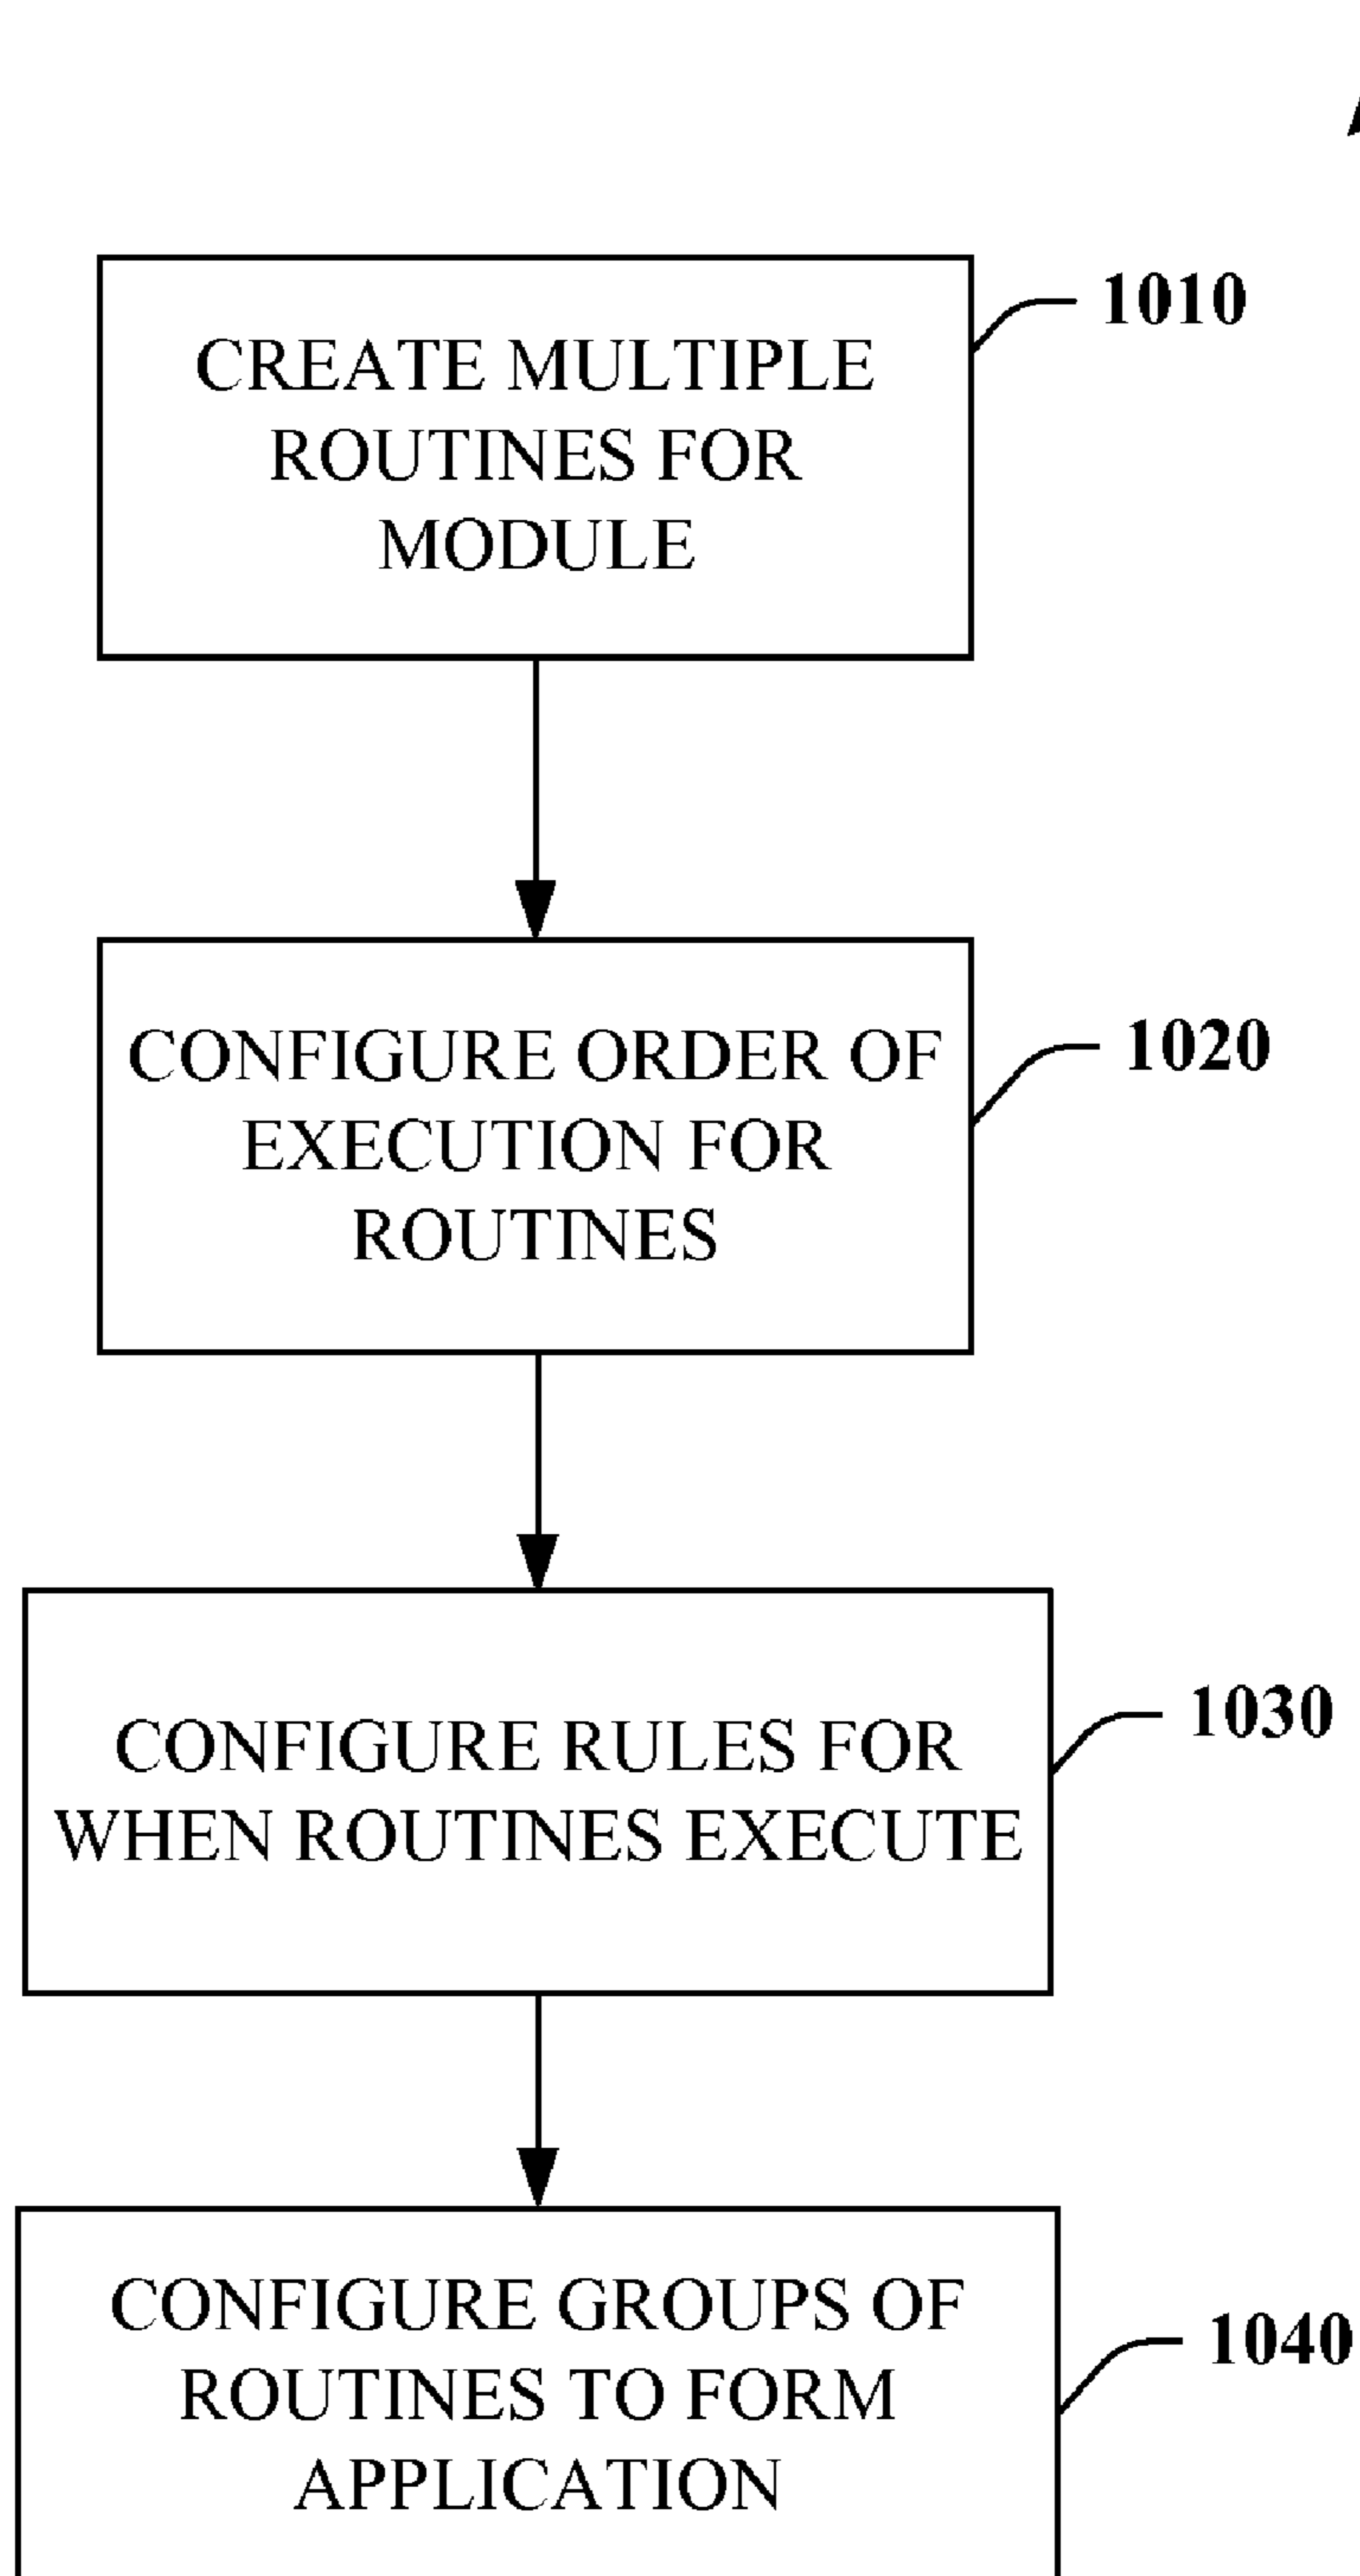 CREATE MULTIPLE
ROUTINES FOR
MODULE
1010
CONFIGURE ORDER OF
EXECUTION FOR
ROUTINES
1020
CONFIGURE RULES FOR
WHEN ROUTINES EXECUTE
1030
CONFIGURE GROUPS OF
ROUTINES TO FORM
APPLICATION
1040